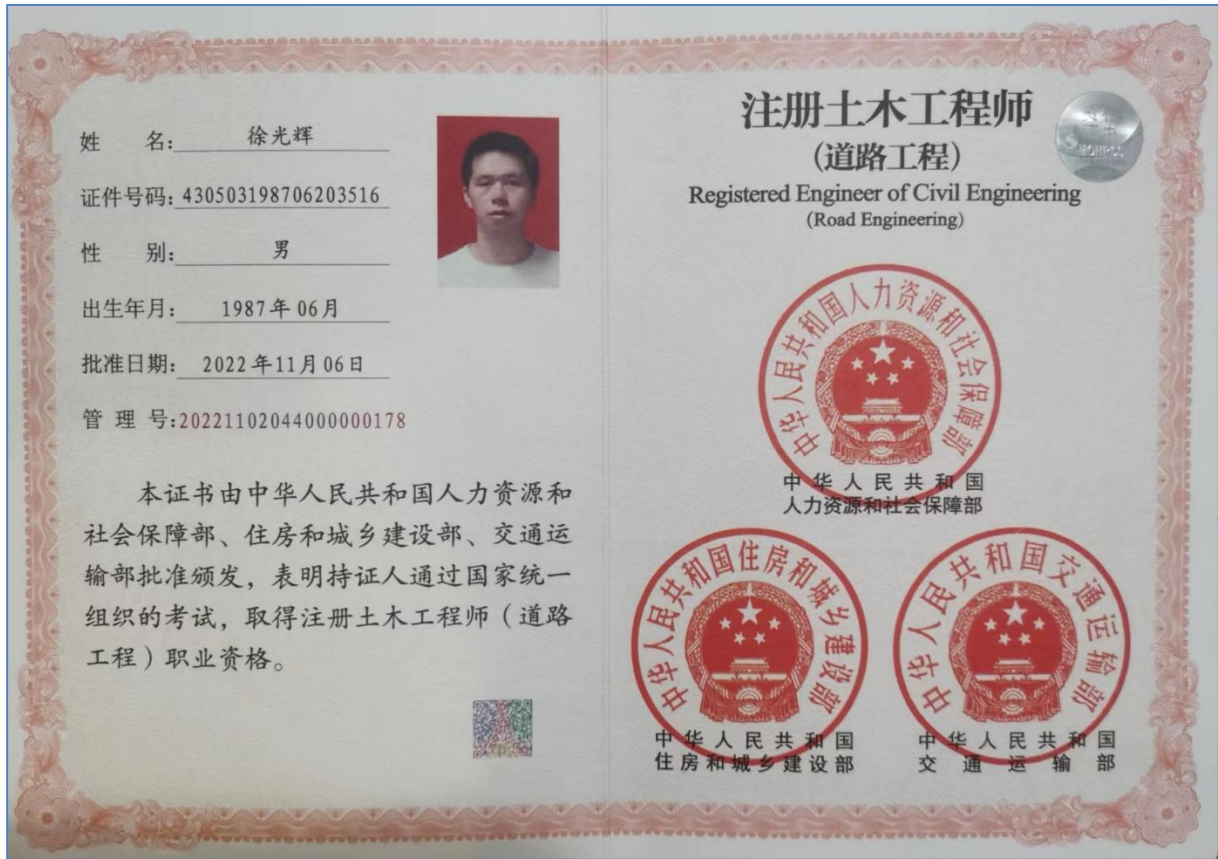 姓 名: 徐光辉
证件号码: 430503198706203516
性 别: 男
出生年月: 1987年06月
批准日期: 2022年11月06日
管 理 号:20221102044000000178
本证书由中华人民共和国人力资源和
社会保障部、住房和城乡建设部、交通运
输部批准颁发，表明持证人通过国家统一
组织的考试，取得注册土木工程师（道路
工程）职业资格。
注册土木工程师
(道路工程)
Registered Engineer of Civil Engineering
(Road Engineering)
中华人民共和国人力资源和社会保障部
中华人民共和国
人力资源和社会保障部
中华人民共和国住房和城乡建设部
中华人民共和国
住房和城乡建设部
中华人民共和国交通运输部
中华人民共和国
交通运输部